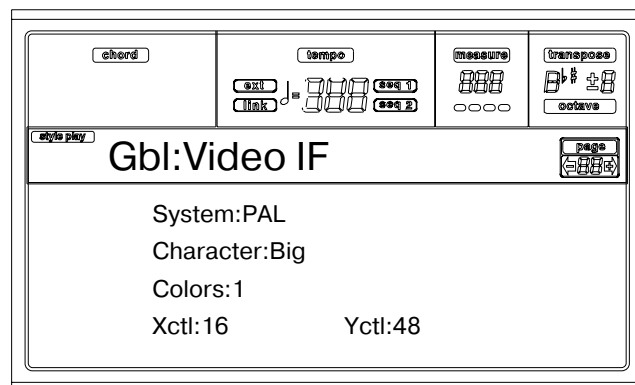 chord
tempo
measure
transpose
ext
seq 1
link
seq 2
octave
style play
Gbl:Video IF
page
System:PAL
Character:Big
Colors:1
Xctl:16 Yctl:48